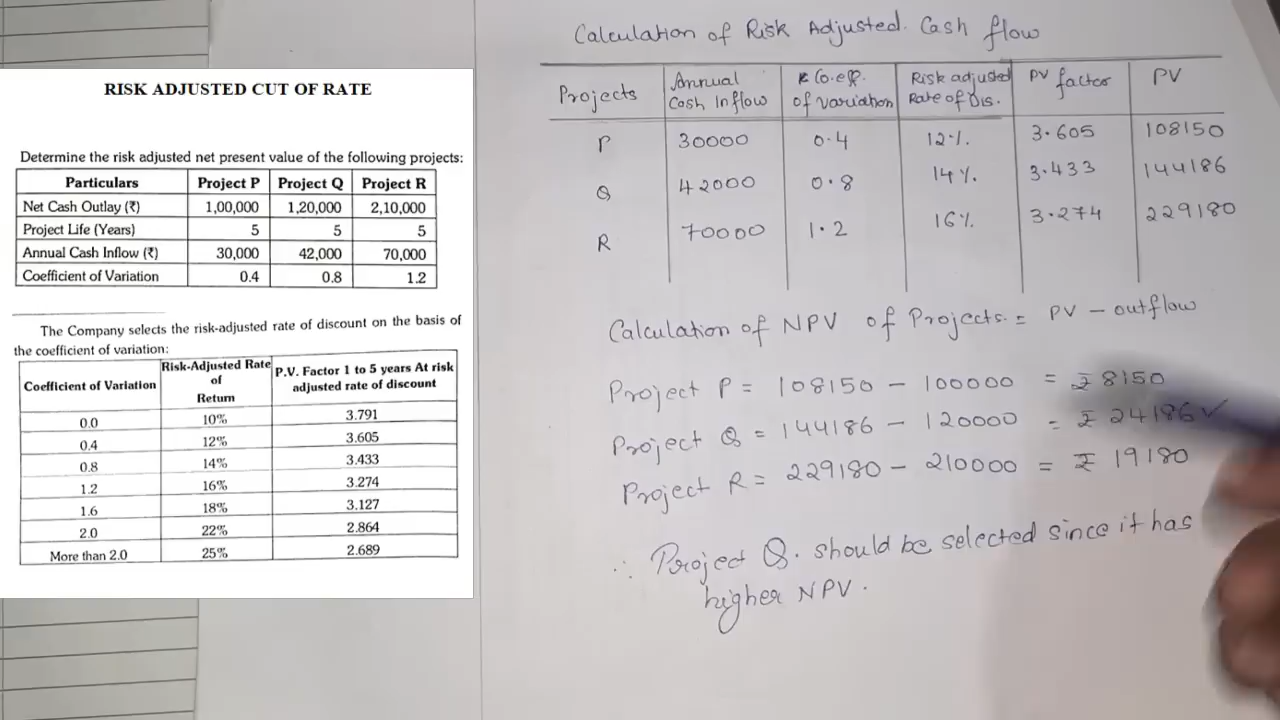 RISK ADJUSTED CUT OF RATE
Determine the risk adjusted net present value of the following projects:
Particulars Project P Project Q Project R
Net Cash Outlay (₹) 1,00,000 1,20,000 2,10,000
Project Life (Years) 5 5 5
Annual Cash Inflow (₹) 30,000 42,000 70,000
Coefficient of Variation 0.4 0.8 1.2
The Company selects the risk-adjusted rate of discount on the basis of
the coefficient of variation:
Coefficient of Variation Risk-Adjusted Rate of Return P.V. Factor 1 to 5 years At risk adjusted rate of discount
0.0 10% 3.791
0.4 12% 3.605
0.8 14% 3.433
1.2 16% 3.274
1.6 18% 3.127
2.0 22% 2.864
More than 2.0 25% 2.689
Calculation of Risk Adjusted. Cash flow
Projects Annual Cash Inflow Co.eff. of variation Risk adjusted Rate of Dis. PV factor PV
P 30000 0.4 12%. 3.605 108150
Q 42000 0.8 14%. 3.433 144186
R 70000 1.2 16%. 3.274 229180
Calculation of NPV of Projects. = PV - outflow
Project P = 108150 - 100000 = ₹ 8150
Project Q = 144186 - 120000 = ₹ 24186 ✓
Project R = 229180 - 210000 = ₹ 19180
∴ Project Q. should be selected since it has
higher NPV.